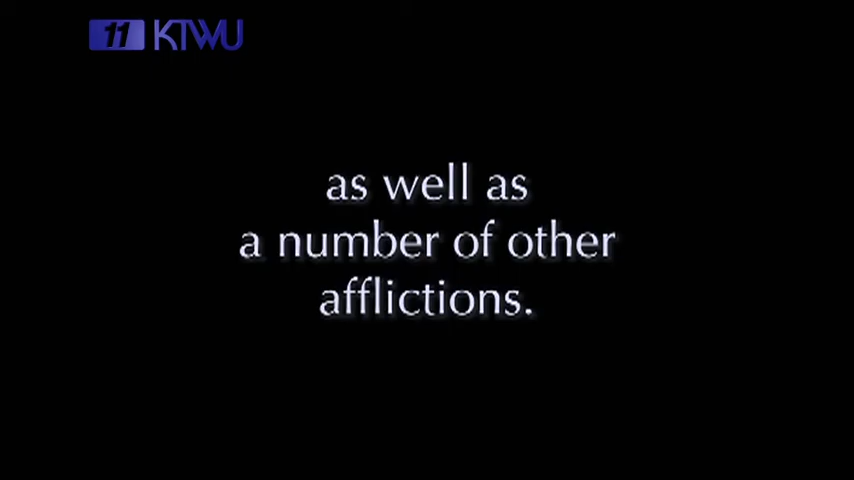 11 KTWU
as well as
a number of other
afflictions.